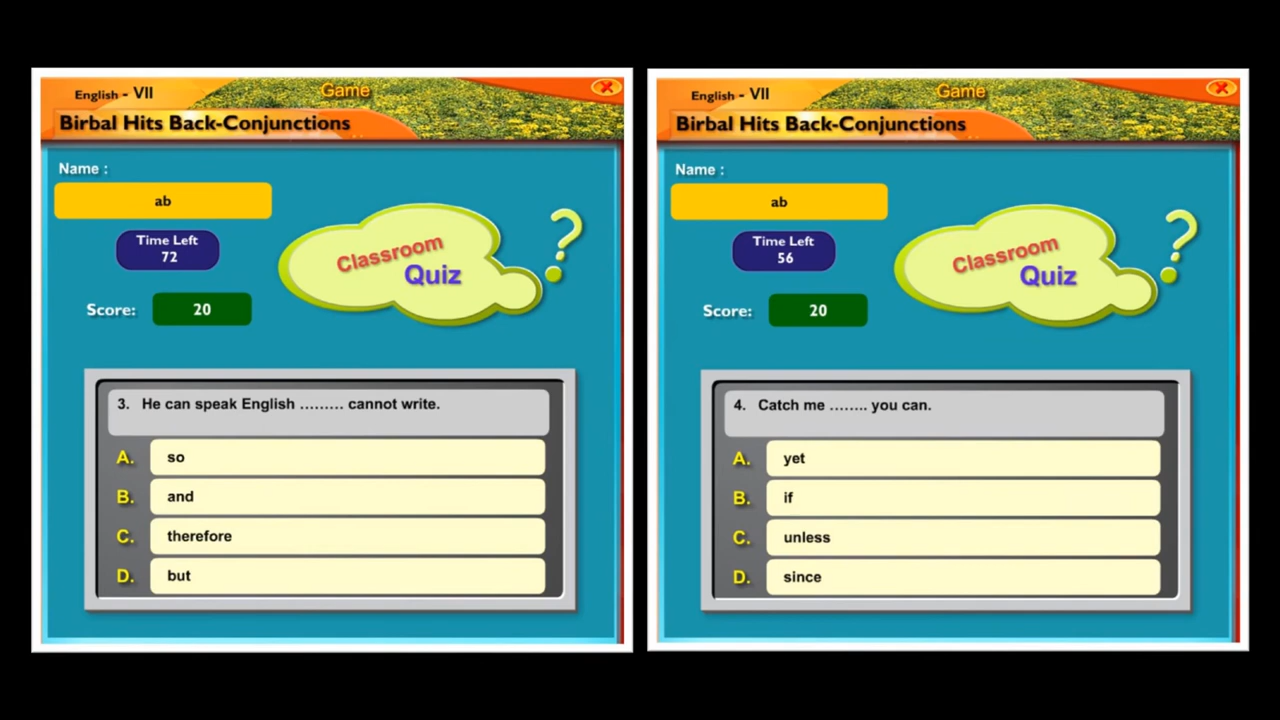 English - VII
Game
Birbal Hits Back-Conjunctions
Name :
ab
Time Left
72
Score: 20
Classroom
Quiz
?
3. He can speak English ......... cannot write.
A. so
B. and
C. therefore
D. but
English - VII
Game
Birbal Hits Back-Conjunctions
Name :
ab
Time Left
56
Score: 20
Classroom
Quiz
?
4. Catch me ........ you can.
A. yet
B. if
C. unless
D. since